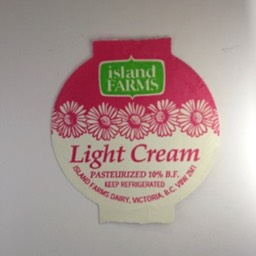 island
FARMS
Light Cream
PASTEURIZED 10% B.F.
KEEP REFRIGERATED
ISLAND FARMS DAIRY, VICTORIA, B.C. V8W 2N1